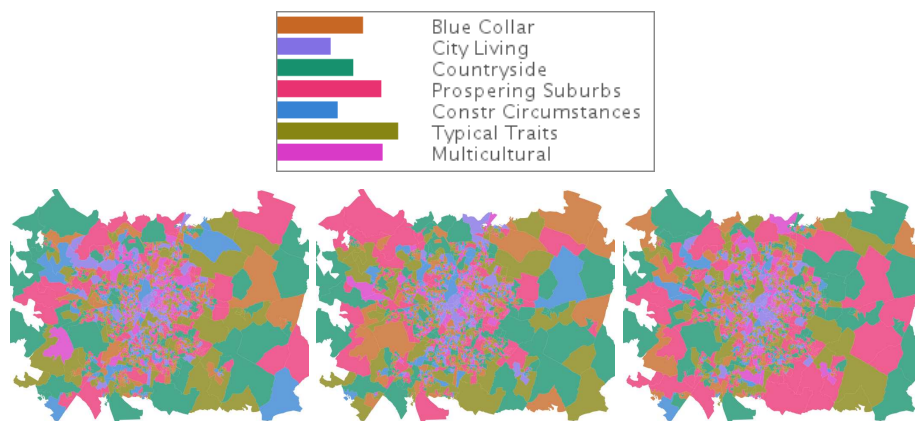 Blue Collar
City Living
Countryside
Prospering Suburbs
Constr Circumstances
Typical Traits
Multicultural